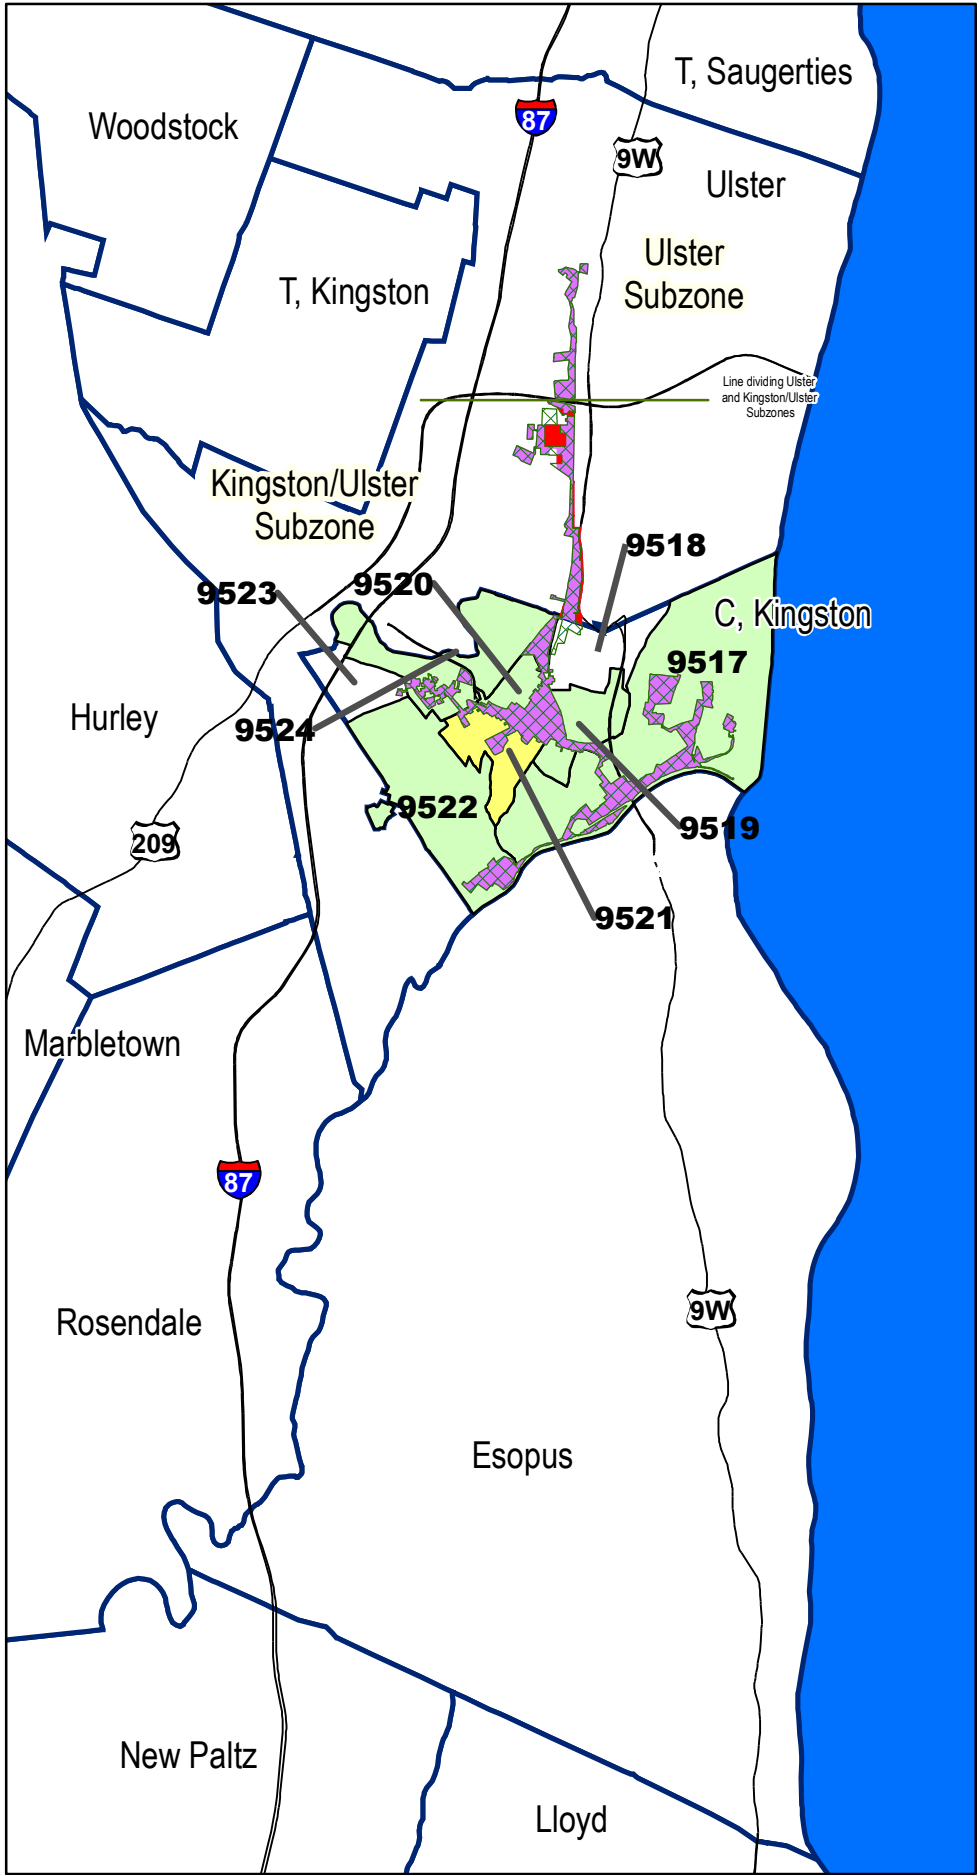 T, Saugerties
Woodstock
87
9W
Ulster
Ulster
Subzone
T, Kingston
Line dividing Ulster
and Kingston/Ulster
Subzones
Kingston/Ulster
Subzone
9518
9523
9520
C, Kingston
9517
Hurley
9524
9522
9519
209
9521
Marbletown
87
Rosendale
9W
Esopus
New Paltz
Lloyd